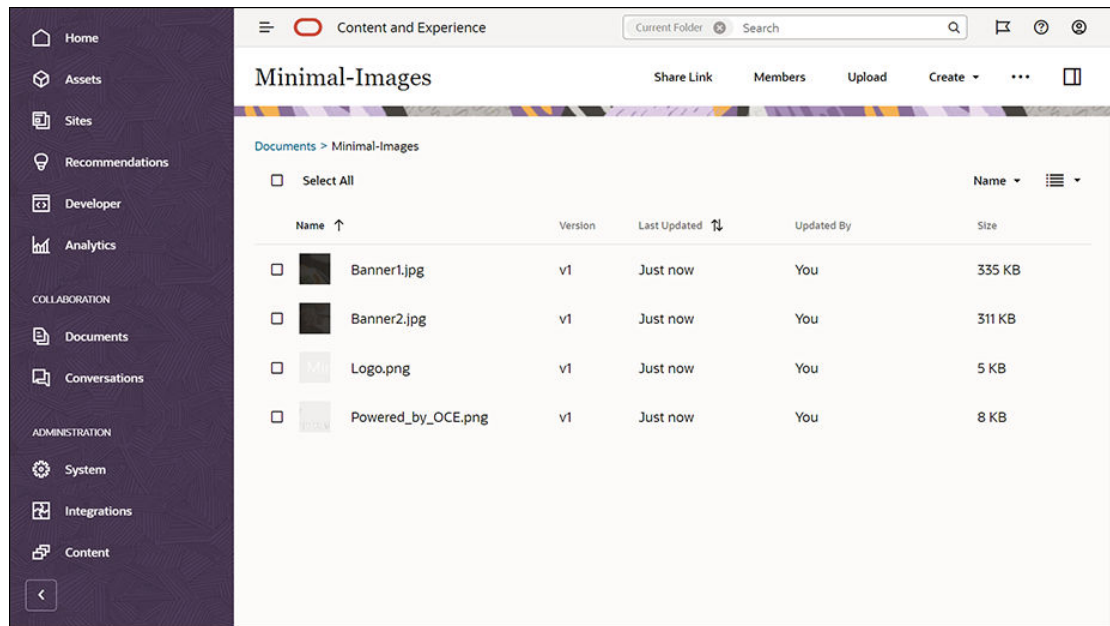 Home
Assets
Sites
Recommendations
Developer
Analytics
COLLABORATION
Documents
Conversations
ADMINISTRATION
System
Integrations
Content
Content and Experience
Current Folder Search
Minimal-Images
Share Link Members Upload Create
Documents > Minimal-Images
Select All
Name
Name Version Last Updated Updated By Size
Banner1.jpg v1 Just now You 335 KB
Banner2.jpg v1 Just now You 311 KB
Logo.png v1 Just now You 5 KB
Powered_by_OCE.png v1 Just now You 8 KB